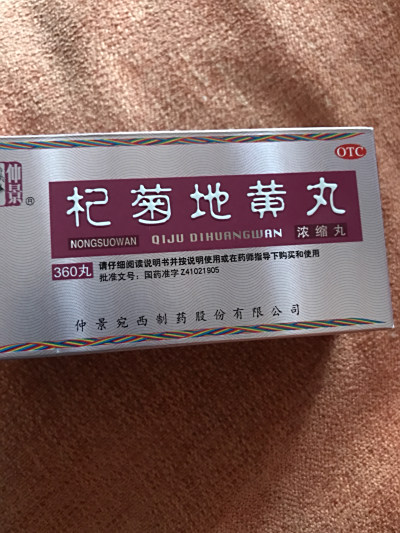 仲景
®
OTC
杞菊地黄丸
NONGSUOWAN QIJU DIHUANGWAN 浓缩丸
360丸
请仔细阅读说明书并按说明使用或在药师指导下购买和使用
批准文号：国药准字Z41021905
仲景宛西制药股份有限公司